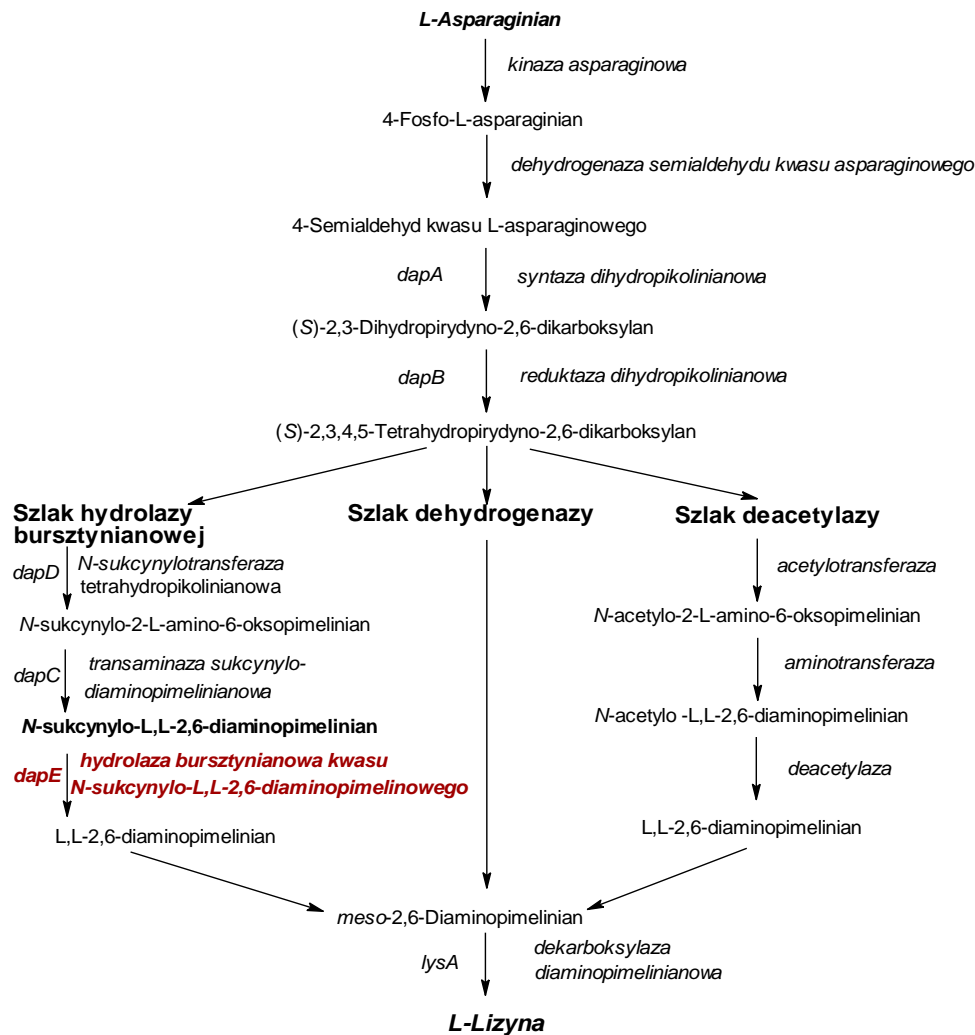 L-Asparaginian
kinaza asparaginowa
4-Fosfo-L-asparaginian
dehydrogenaza semialdehydu kwasu asparaginowego
4-Semialdehyd kwasu L-asparaginowego
dapA
syntaza dihydropikolinianowa
(S)-2,3-Dihydropirydyno-2,6-dikarboksylan
dapB
reduktaza dihydropikolinianowa
(S)-2,3,4,5-Tetrahydropirydyno-2,6-dikarboksylan
Szlak hydrolazy
bursztynianowej
dapD
N-sukcynylotransferaza
tetrahydropikolinianowa
N-sukcynylo-2-L-amino-6-oksopimelinian
dapC
transaminaza sukcynylo-
diaminopimelinianowa
N-sukcynylo-L,L-2,6-diaminopimelinian
dapE
hydrolaza bursztynianowa kwasu
N-sukcynylo-L,L-2,6-diaminopimelinowego
L,L-2,6-diaminopimelinian
Szlak dehydrogenazy
Szlak deacetylazy
acetylotransferaza
N-acetylo-2-L-amino-6-oksopimelinian
aminotransferaza
N-acetylo -L,L-2,6-diaminopimelinian
deacetylaza
L,L-2,6-diaminopimelinian
meso-2,6-Diaminopimelinian
lysA
dekarboksylaza
diaminopimelinianowa
L-Lizyna